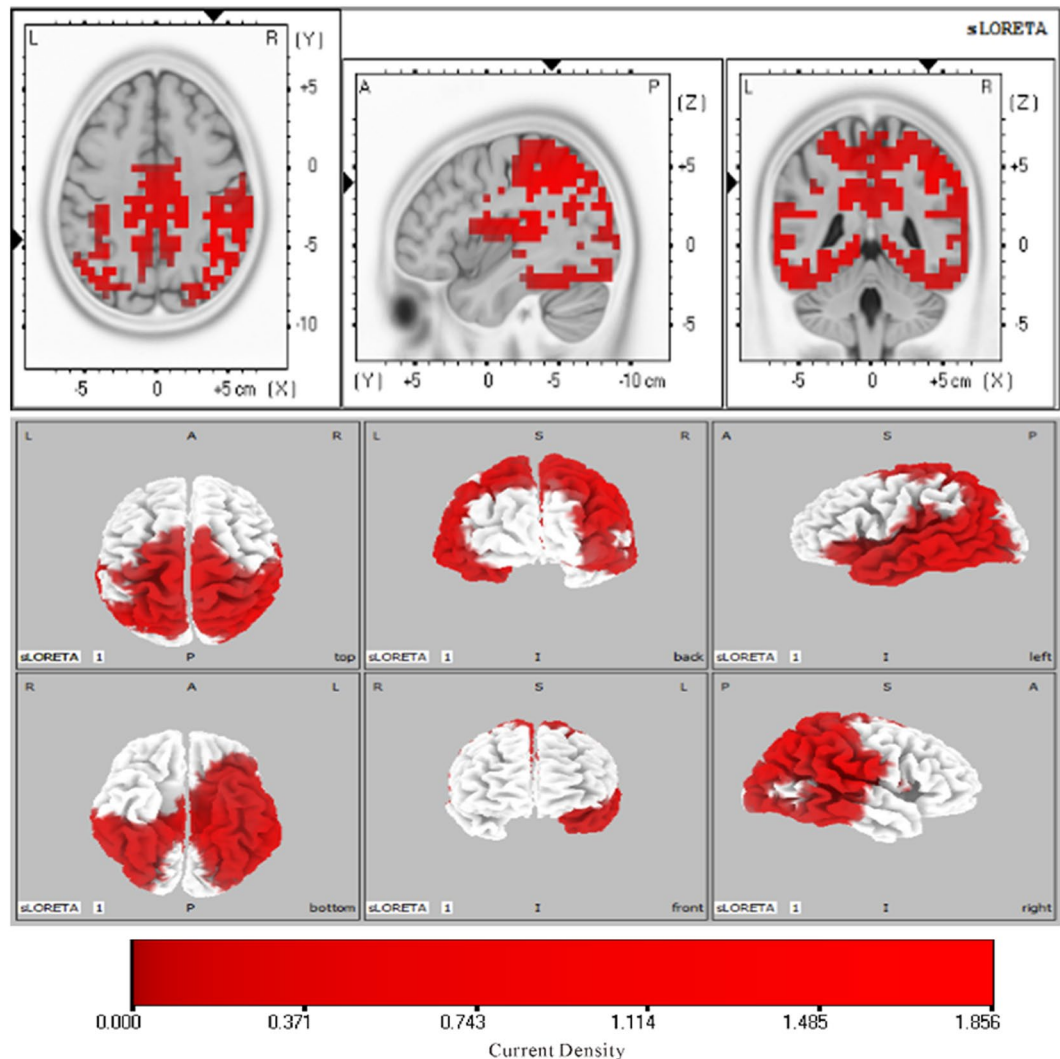 sLORETA
L R (Y)
+5
0
-5
-10
-5 0 +5 cm (X)
A P (Z)
+5
0
-5
(Y) +5 0 -5 -10 cm
L R (Z)
+5
0
-5
-5 0 +5 cm (X)
L A R
sLORETA 1 P top
L S R
sLORETA 1 I back
A S P
sLORETA 1 I left
R A L
sLORETA 1 P bottom
R S L
sLORETA 1 I front
P S A
sLORETA 1 I right
0.000 0.371 0.743 1.114 1.485 1.856
Current Density